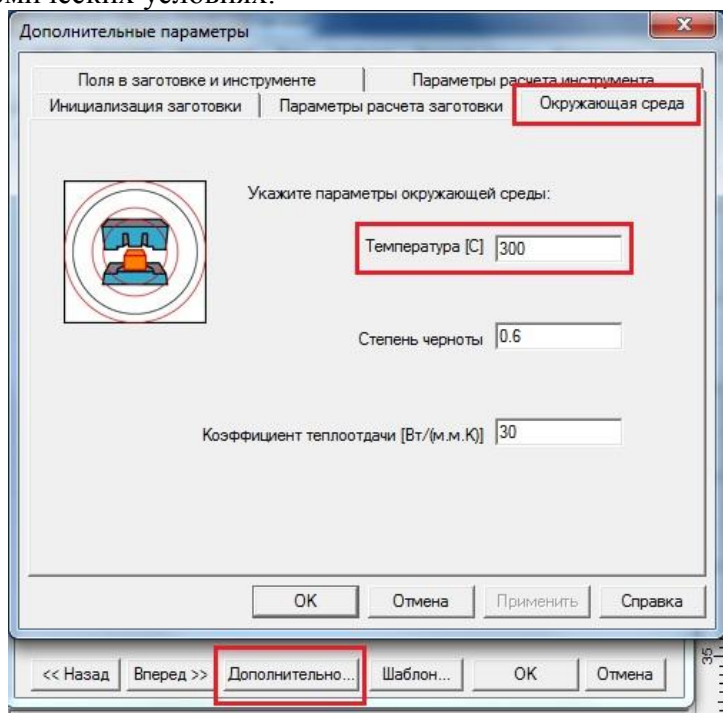 Дополнительные параметры
Поля в заготовке и инструменте
Параметры расчета инструмента
Инициализация заготовки
Параметры расчета заготовки
Окружающая среда
Укажите параметры окружающей среды:
Температура [C] 300
Степень черноты 0.6
Коэффициент теплоотдачи [Вт/(м.м.К)] 30
OK Отмена Применить Справка
<< Назад Вперед >> Дополнительно... Шаблон... OK Отмена
35